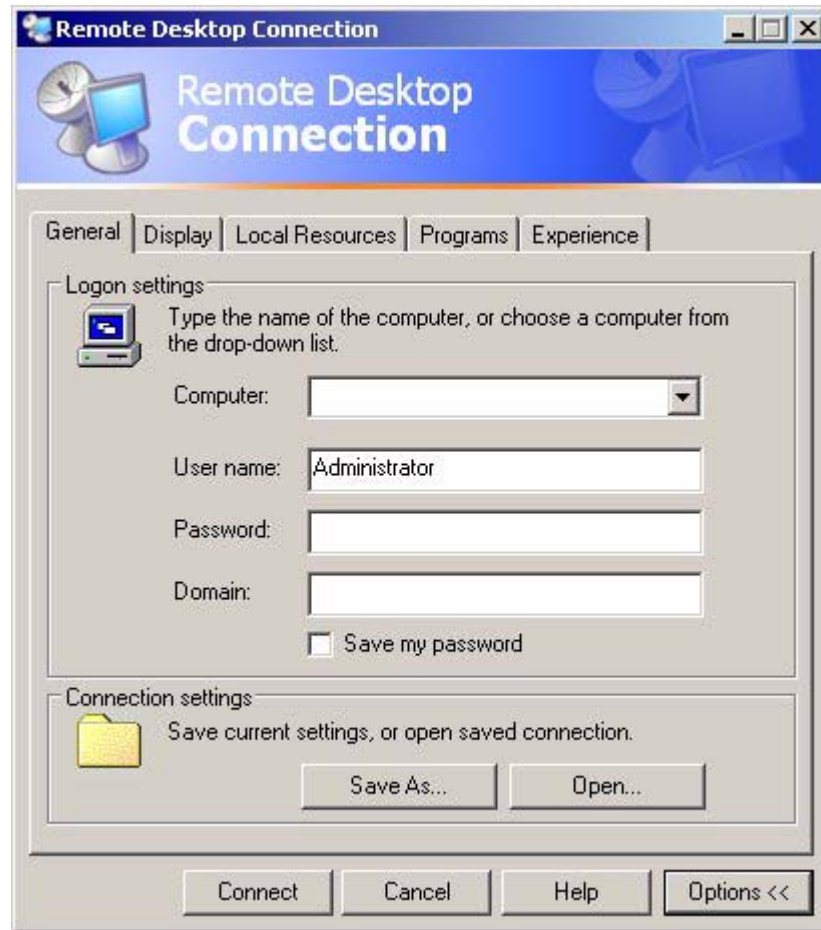 Remote Desktop Connection
Remote Desktop
Connection
General Display Local Resources Programs Experience
Logon settings
Type the name of the computer, or choose a computer from
the drop-down list.
Computer:
User name: Administrator
Password:
Domain:
Save my password
Connection settings
Save current settings, or open saved connection.
Save As... Open...
Connect Cancel Help Options <<